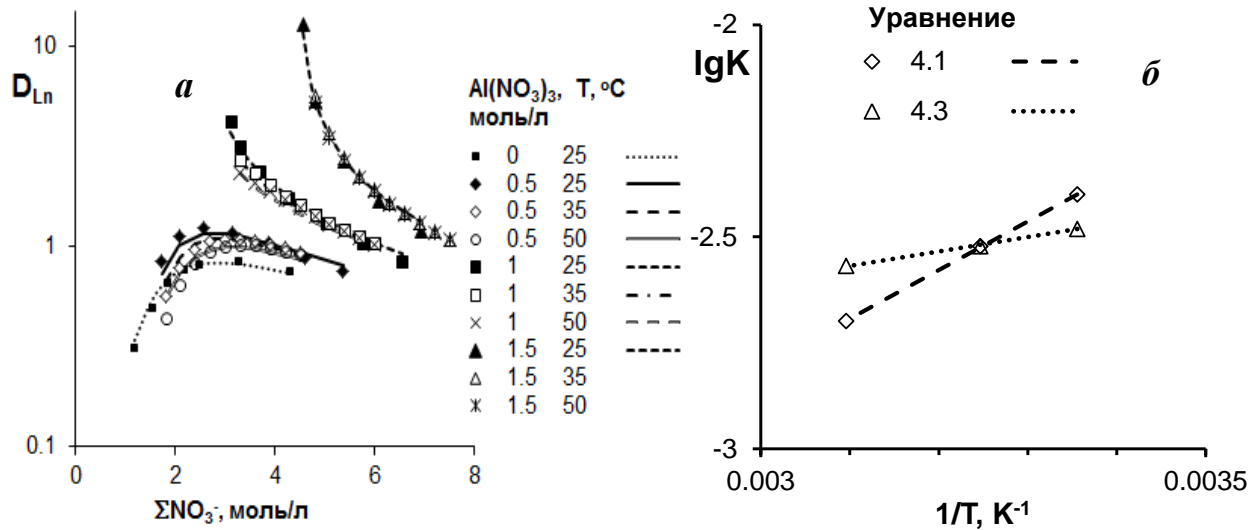 10
D_Ln
а
1
0.1
0
2
4
6
8
ΣNO₃⁻, моль/л
Al(NO₃)₃, T, ᵒC
моль/л
0 25
0.5 25
0.5 35
0.5 50
1 25
1 35
1 50
1.5 25
1.5 35
1.5 50
-2
lgK
Уравнение
4.1
4.3
б
-2.5
-3
0.003
0.0035
1/T, K⁻¹